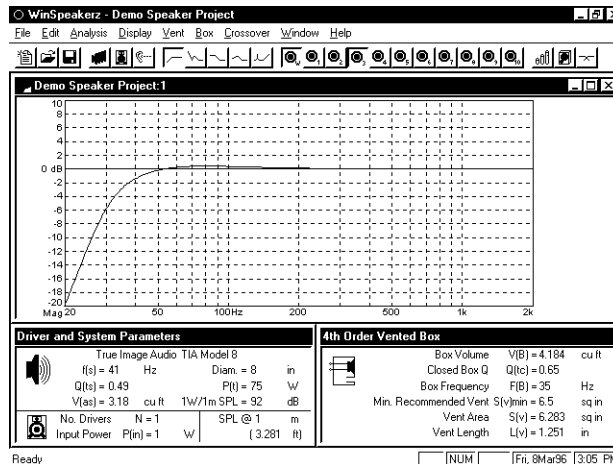 WinSpeakerz - Demo Speaker Project
File Edit Analysis Display Vent Box Crossover Window Help
Demo Speaker Project:1
10
8
6
4
2
0 dB
-2
-4
-6
-8
-10
-12
-14
-16
-18
-20
Mag 20 50 100Hz 200 500 1k 2k
Driver and System Parameters
True Image Audio TIA Model 8
f(s) = 41 Hz Diam. = 8 in
Q(ts) = 0.49 P(t) = 75 W
V(as) = 3.18 cu ft 1W/1m SPL = 92 dB
No. Drivers N = 1 SPL @ 1 m
Input Power P(in) = 1 W ( 3.281 ft)
4th Order Vented Box
Box Volume V(B) = 4.184 cu ft
Closed Box Q Q(tc) = 0.65
Box Frequency F(B) = 35 Hz
Min. Recommended Vent S(v)min = 6.5 sq in
Vent Area S(v) = 6.283 sq in
Vent Length L(v) = 1.251 in
Ready NUM Fri, 8Mar96 3:05 PM